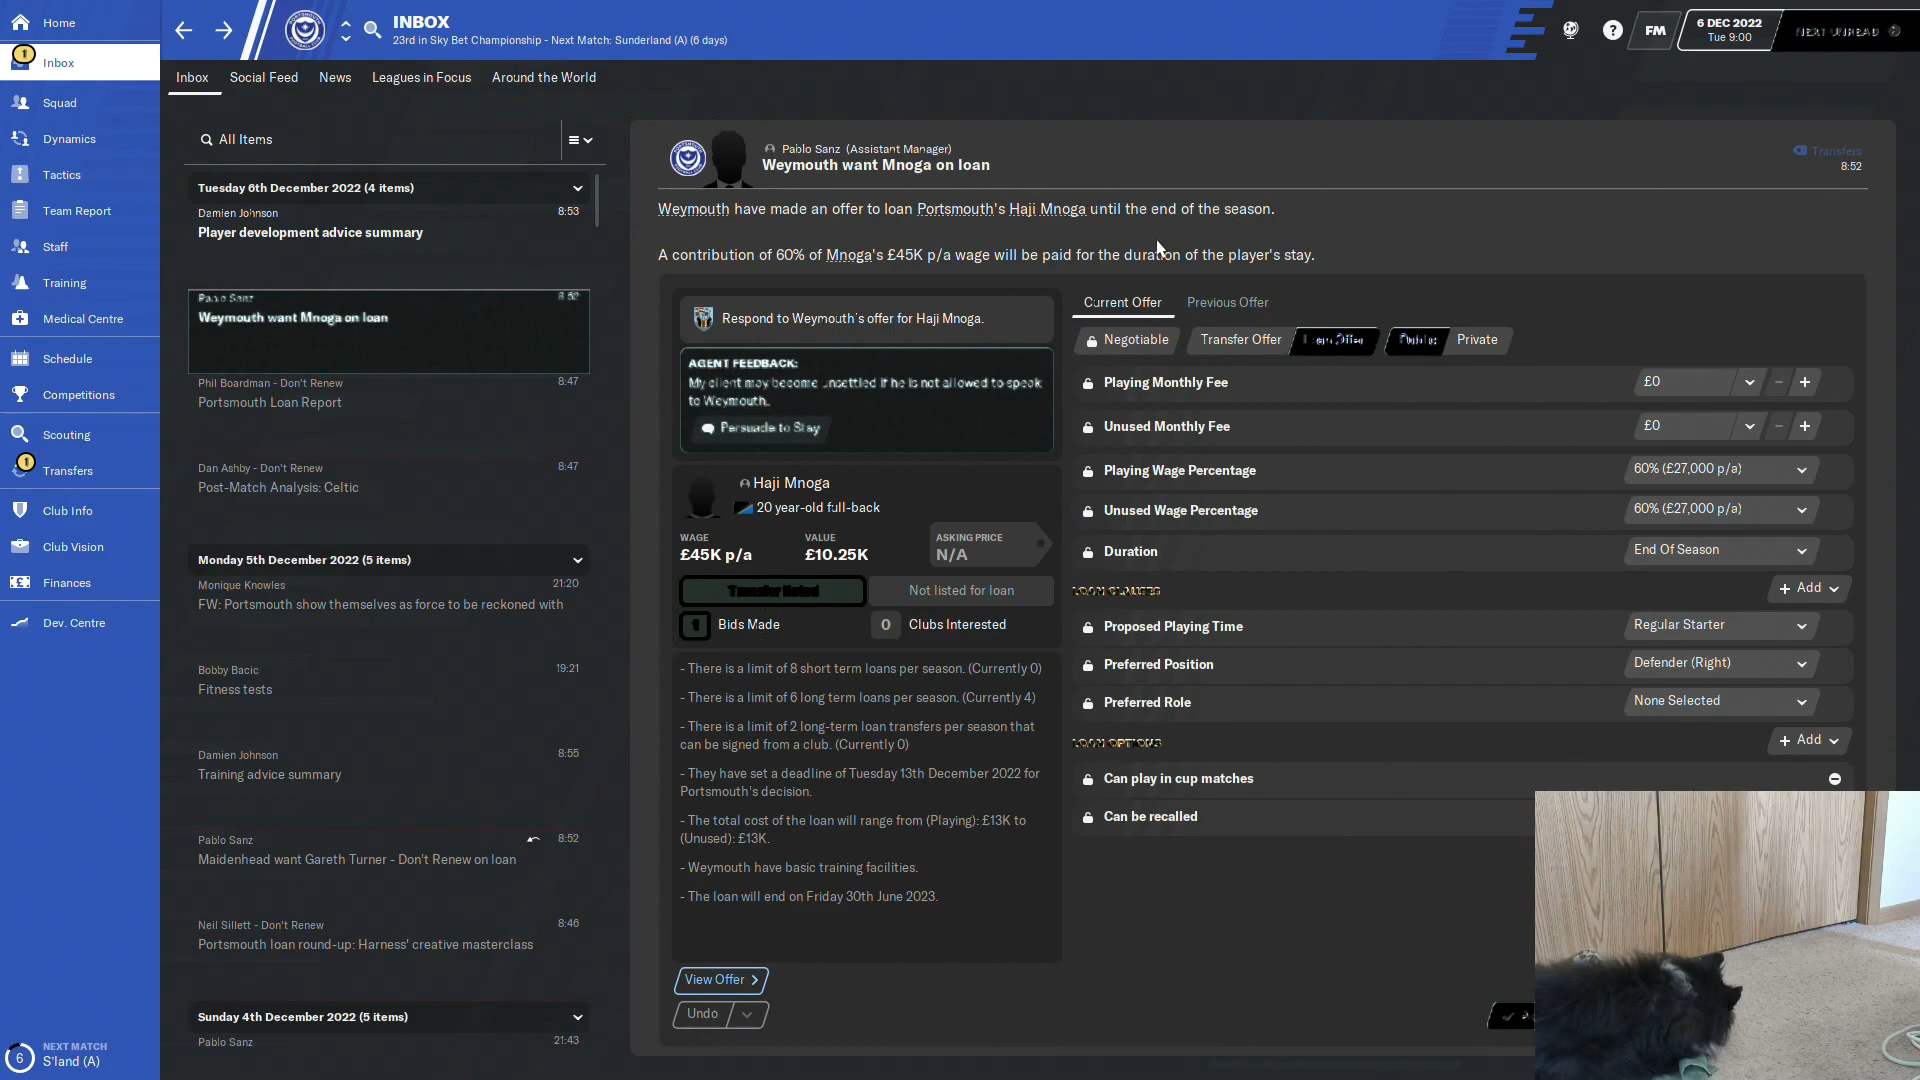 Home
INBOX
23rd in Sky Bet Championship - Next Match: Sunderland (A) (6 days)
FM
6 DEC 2022
Tue 9:00
NEXT UNREAD
1
Inbox
Squad
Dynamics
Tactics
Team Report
Staff
Training
Medical Centre
Schedule
Competitions
Scouting
1
Transfers
Club Info
Club Vision
Finances
Dev. Centre
6
NEXT MATCH
S'land (A)
Inbox
Social Feed
News
Leagues in Focus
Around the World
All Items
Tuesday 6th December 2022 (4 items)
Damien Johnson
8:53
Player development advice summary
Pablo Sanz
8:52
Weymouth want Mnoga on loan
Phil Boardman - Don't Renew
8:47
Portsmouth Loan Report
Dan Ashby - Don't Renew
8:47
Post-Match Analysis: Celtic
Monday 5th December 2022 (5 items)
Monique Knowles
21:20
FW: Portsmouth show themselves as force to be reckoned with
Bobby Bacic
19:21
Fitness tests
Damien Johnson
8:55
Training advice summary
Pablo Sanz
8:52
Maidenhead want Gareth Turner - Don't Renew on loan
Neil Sillett - Don't Renew
8:46
Portsmouth loan round-up: Harness' creative masterclass
Sunday 4th December 2022 (5 items)
Pablo Sanz
21:43
Pablo Sanz (Assistant Manager)
Weymouth want Mnoga on loan
Transfers
8:52
Weymouth have made an offer to loan Portsmouth's Haji Mnoga until the end of the season.
A contribution of 60% of Mnoga's £45K p/a wage will be paid for the duration of the player's stay.
Respond to Weymouth's offer for Haji Mnoga.
AGENT FEEDBACK:
My client may become unsettled if he is not allowed to speak
to Weymouth.
Persuade to Stay
Haji Mnoga
20 year-old full-back
WAGE
£45K p/a
VALUE
£10.25K
ASKING PRICE
N/A
Transfer listed
Not listed for loan
1 Bids Made
0 Clubs Interested
- There is a limit of 8 short term loans per season. (Currently 0)
- There is a limit of 6 long term loans per season. (Currently 4)
- There is a limit of 2 long-term loan transfers per season that
can be signed from a club. (Currently 0)
- They have set a deadline of Tuesday 13th December 2022 for
Portsmouth's decision.
- The total cost of the loan will range from (Playing): £13K to
(Unused): £13K.
- Weymouth have basic training facilities.
- The loan will end on Friday 30th June 2023.
View Offer
Undo
Current Offer
Previous Offer
Negotiable
Transfer Offer
Loan Offer
Public
Private
Playing Monthly Fee
£0
Unused Monthly Fee
£0
Playing Wage Percentage
60% (£27,000 p/a)
Unused Wage Percentage
60% (£27,000 p/a)
Duration
End Of Season
LOAN CLAUSES
Add
Proposed Playing Time
Regular Starter
Preferred Position
Defender (Right)
Preferred Role
None Selected
LOAN OPTIONS
Add
Can play in cup matches
Can be recalled